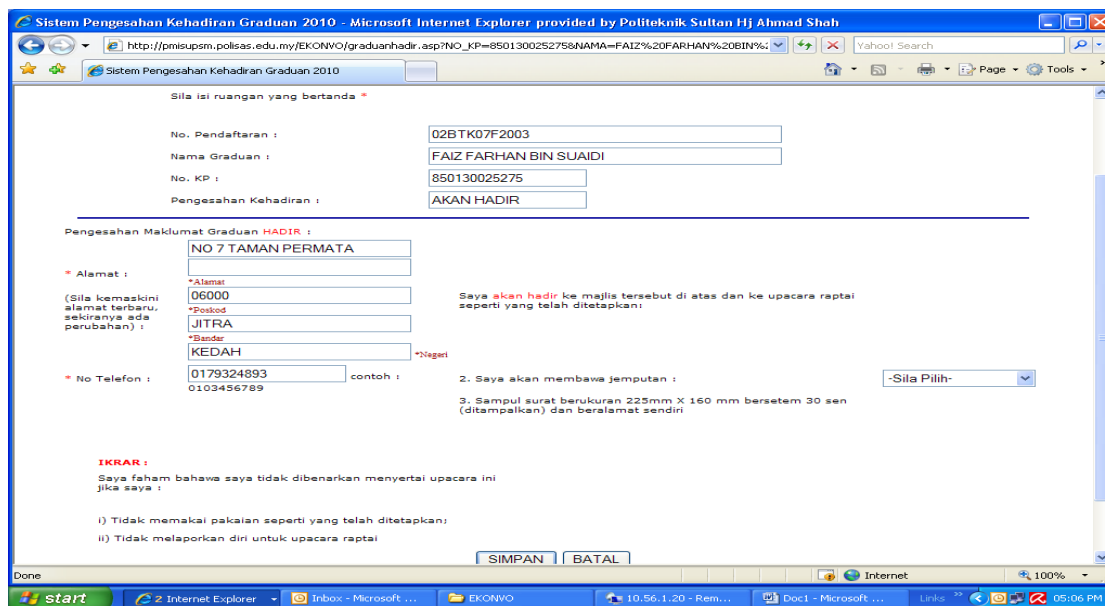 Sistem Pengesahan Kehadiran Graduan 2010 - Microsoft Internet Explorer provided by Politeknik Sultan Hj Ahmad Shah
http://pmisupsm.polisas.edu.my/EKONVO/graduanhadir.asp?NO_KP=850130025275&NAMA=FAIZ%20FARHAN%20BIN%
Yahoo! Search
Sistem Pengesahan Kehadiran Graduan 2010
Page
Tools
Sila isi ruangan yang bertanda *
No. Pendaftaran : 02BTK07F2003
Nama Graduan : FAIZ FARHAN BIN SUAIDI
No. KP : 850130025275
Pengesahan Kehadiran : AKAN HADIR
Pengesahan Maklumat Graduan HADIR :
NO 7 TAMAN PERMATA
* Alamat :
*Alamat
(Sila kemaskini alamat terbaru, sekiranya ada perubahan) :
06000
*Poskod
JITRA
*Bandar
KEDAH *Negeri
Saya akan hadir ke majlis tersebut di atas dan ke upacara raptai
seperti yang telah ditetapkan:
* No Telefon : 0179324893 contoh :
0103456789
2. Saya akan membawa jemputan : -Sila Pilih-
3. Sampul surat berukuran 225mm X 160 mm bersetem 30 sen
(ditampalkan) dan beralamat sendiri
IKRAR :
Saya faham bahawa saya tidak dibenarkan menyertai upacara ini
jika saya :
i) Tidak memakai pakaian seperti yang telah ditetapkan;
ii) Tidak melaporkan diri untuk upacara raptai
SIMPAN BATAL
Done Internet 100%
start 2 Internet Explorer Inbox - Microsoft ... EKONVO 10.56.1.20 - Rem... Doc1 - Microsoft ... Links 05:06 PM